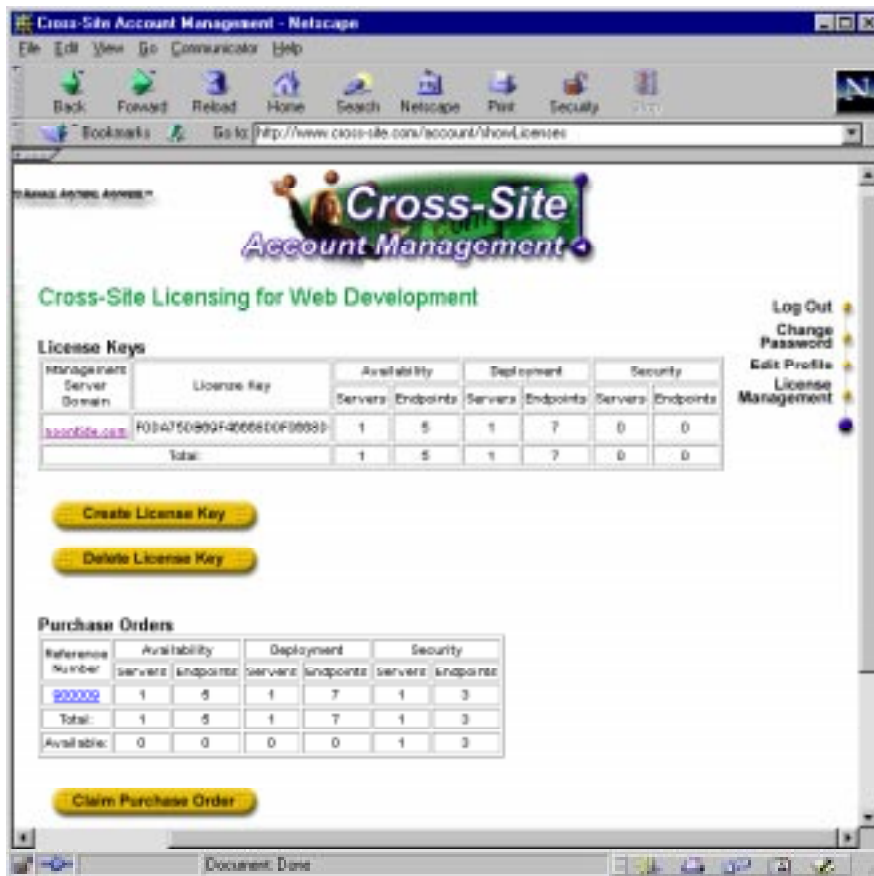 Cross-Site Account Management - Netscape
File Edit View Go Communicator Help
Back Forward Reload Home Search Netscape Print Security Stop
Bookmarks Go to: http://www.cross-site.com/account/showLicenses
Cross-Site
Account Management
Cross-Site Licensing for Web Development
Log Out
Change
Password
Edit Profile
License
Management
License Keys
Management Server Domain License Key Availability Deployment Security
Servers Endpoints Servers Endpoints Servers Endpoints
1 5 1 7 0 0
Total: 1 5 1 7 0 0
Create License Key
Delete License Key
Purchase Orders
Reference Number Availability Deployment Security
Servers Endpoints Servers Endpoints Servers Endpoints
900009 1 5 1 7 1 3
Total: 1 5 1 7 1 3
Available: 0 0 0 0 1 3
Claim Purchase Order
Document: Done